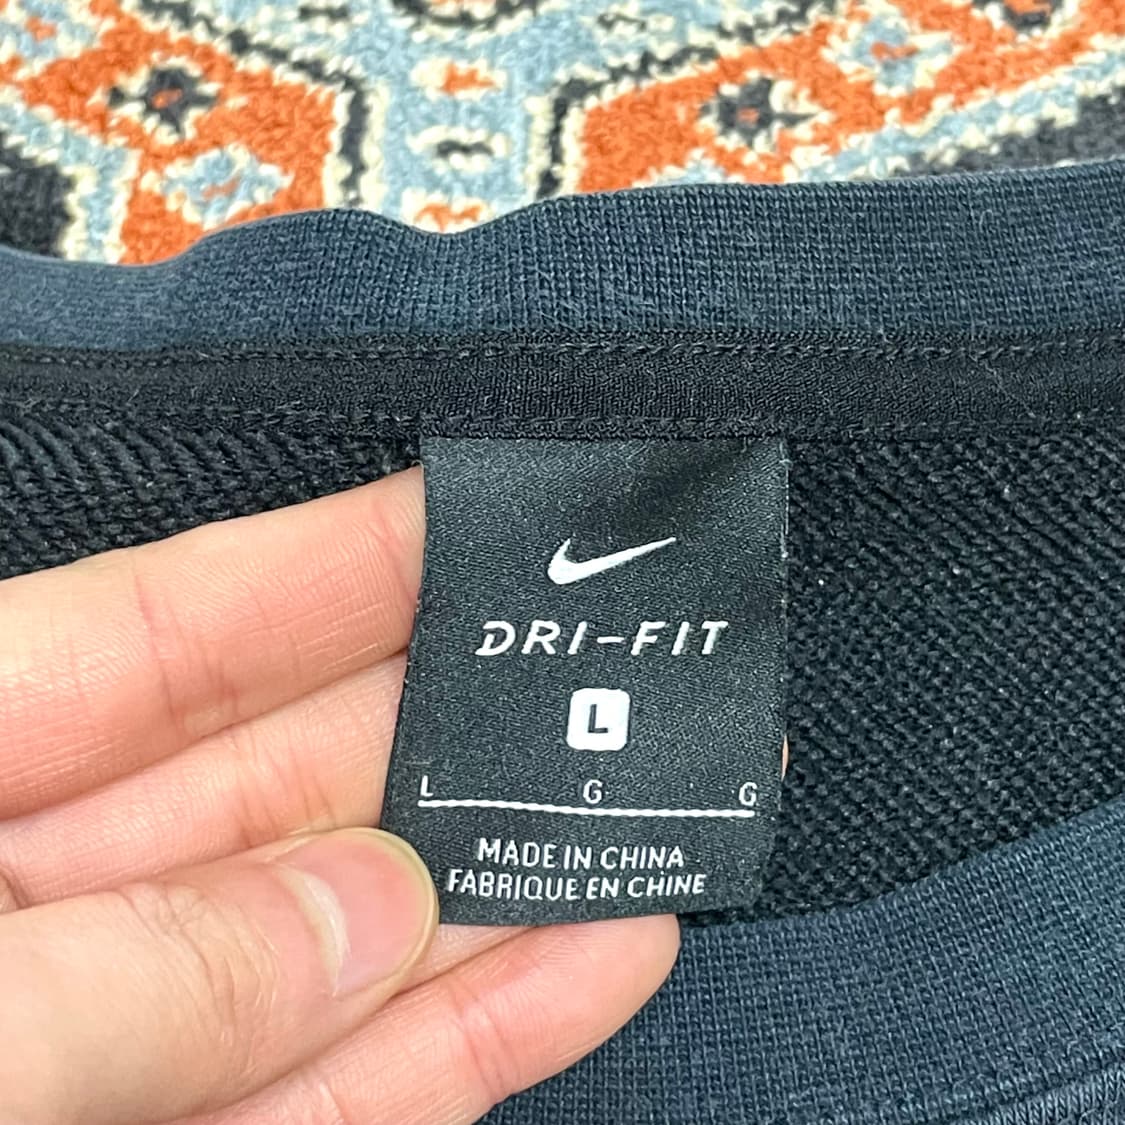 DRI-FIT
L
L G G
MADE IN CHINA
FABRIQUE EN CHINE